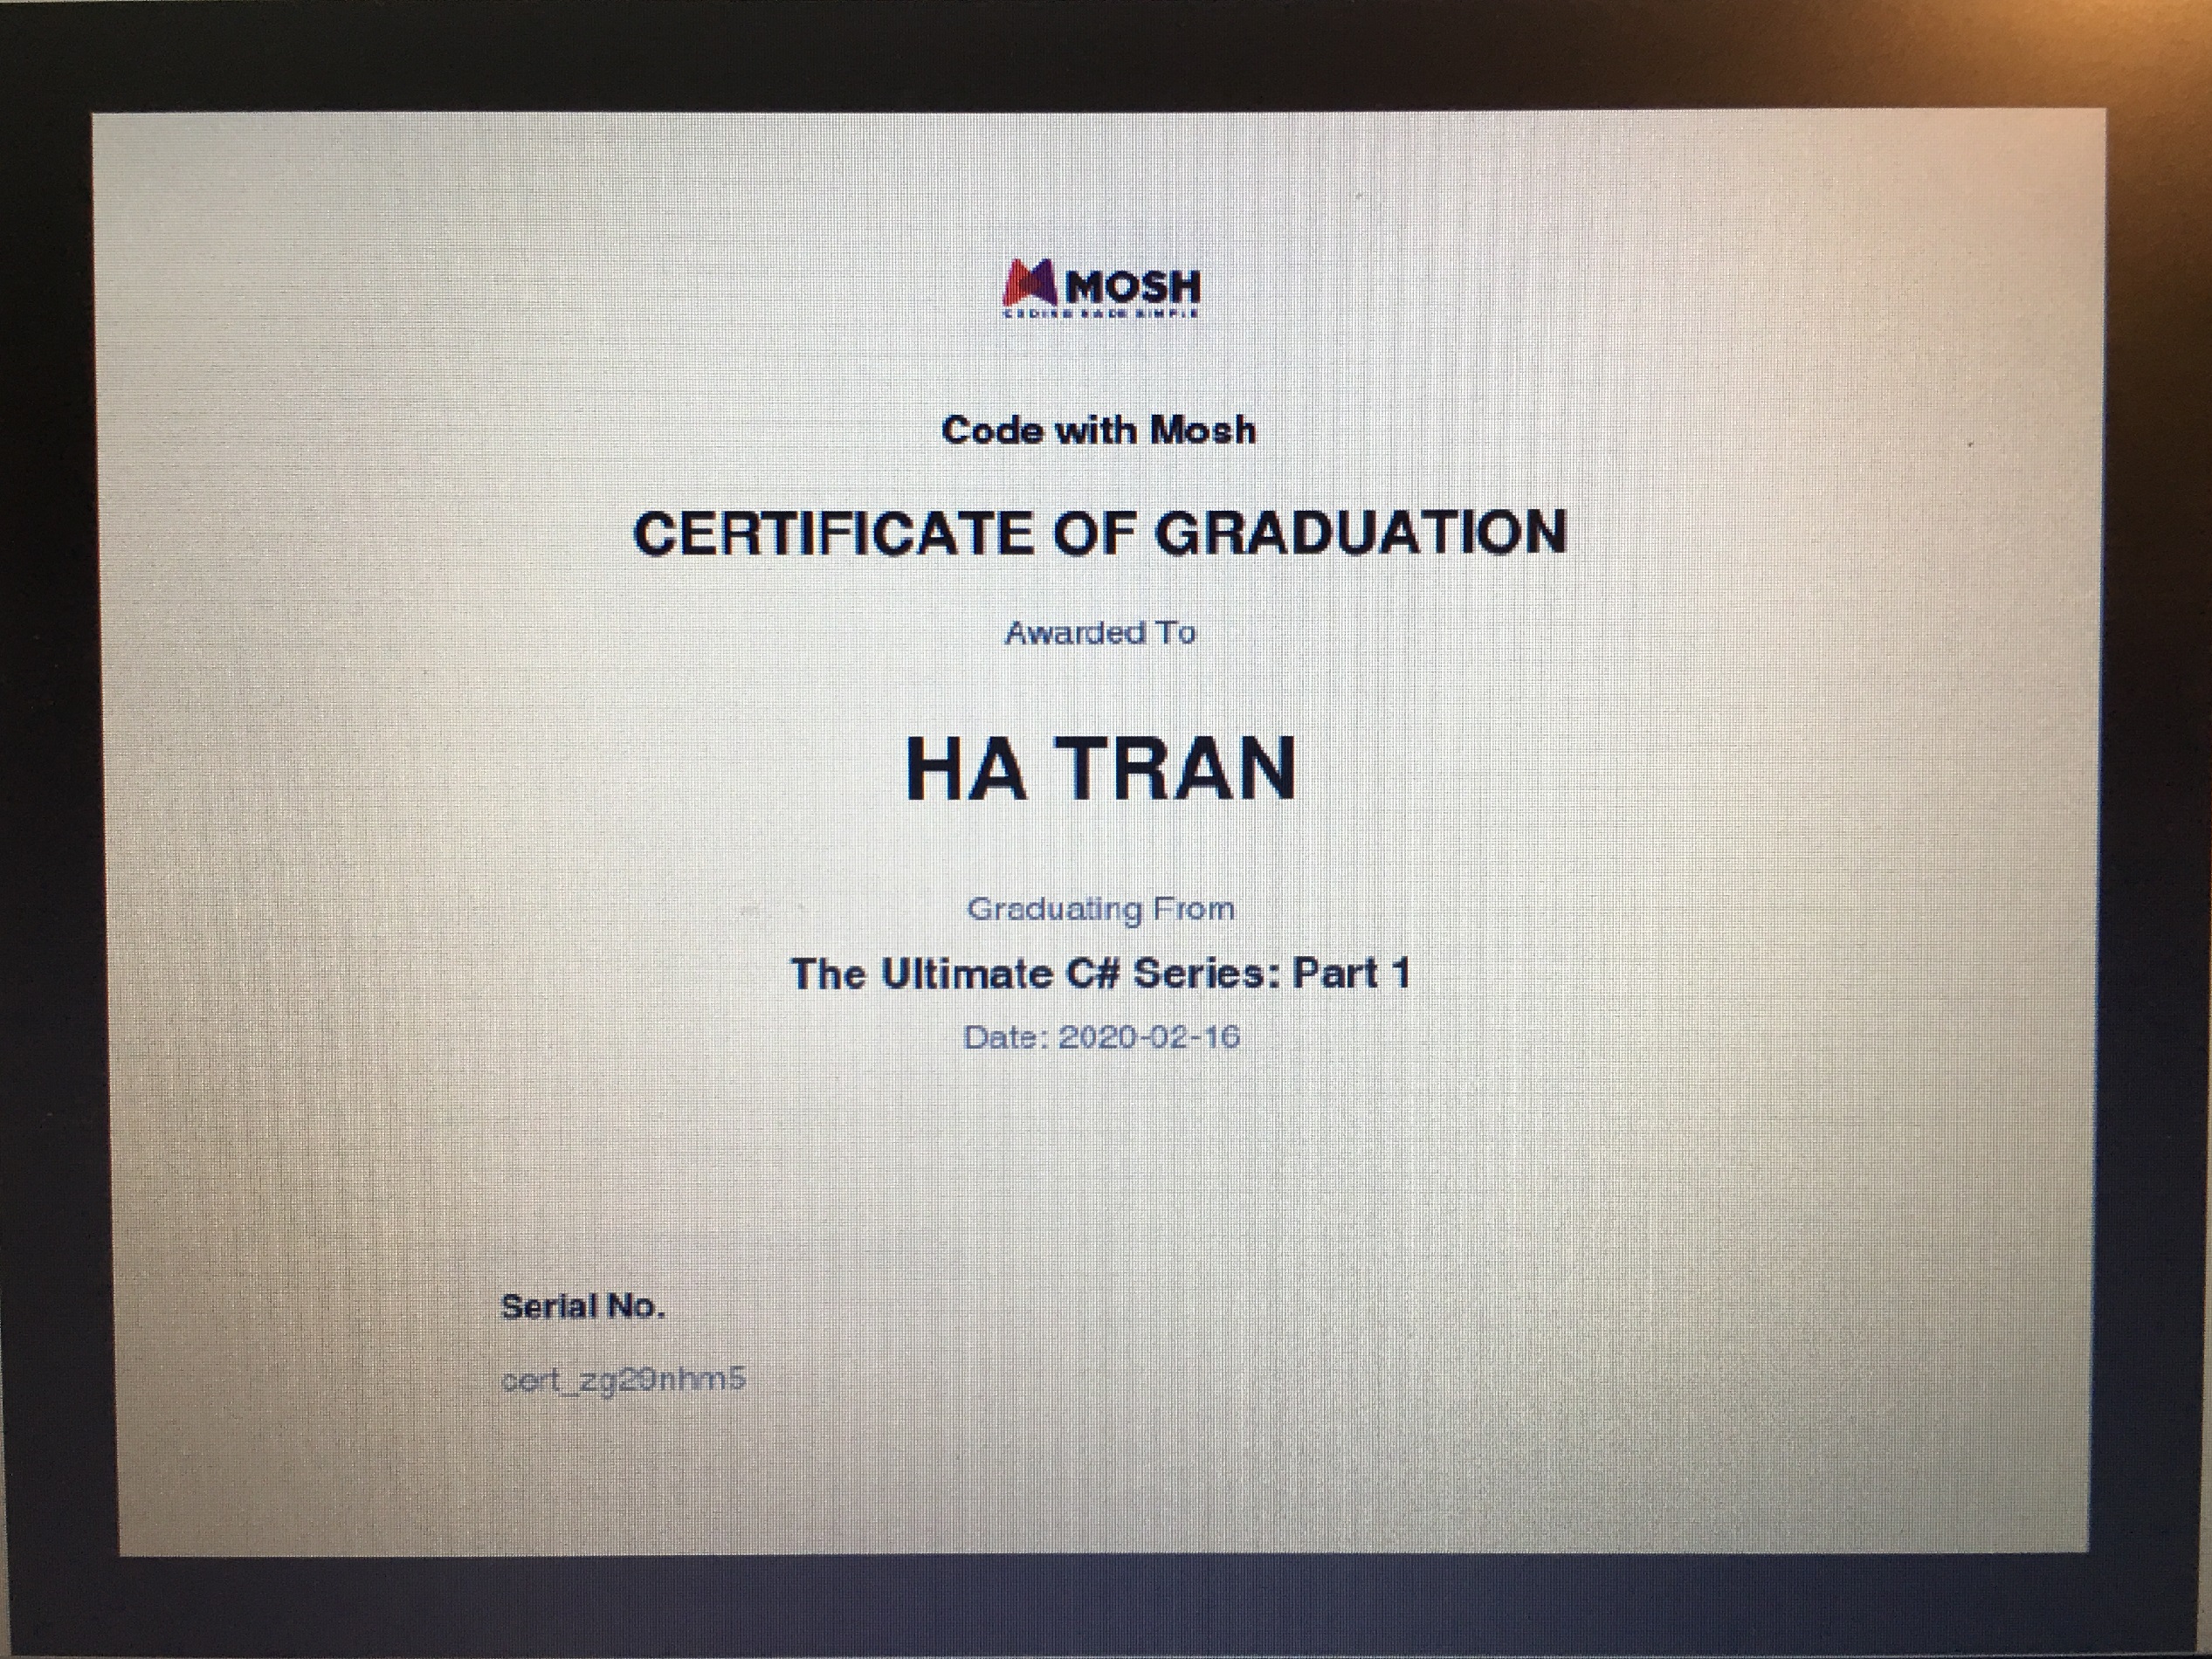 MOSH
CODING MADE SIMPLE
Code with Mosh
CERTIFICATE OF GRADUATION
Awarded To
HA TRAN
Graduating From
The Ultimate C# Series: Part 1
Date: 2020-02-16
Serial No.
cert_zg29nhm5